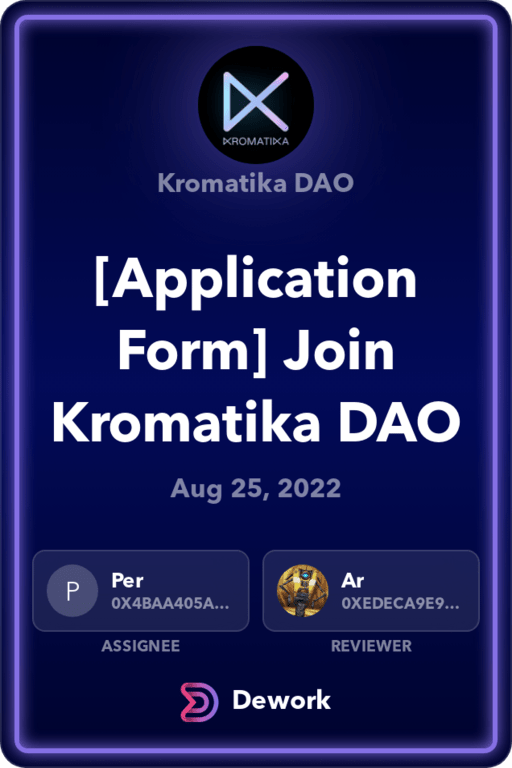 KROMATIKA
Kromatika DAO
[Application
Form] Join
Kromatika DAO
Aug 25, 2022
P
Per
0X4BAA405A...
Ar
0XEDECA9E9...
ASSIGNEE
REVIEWER
Dework